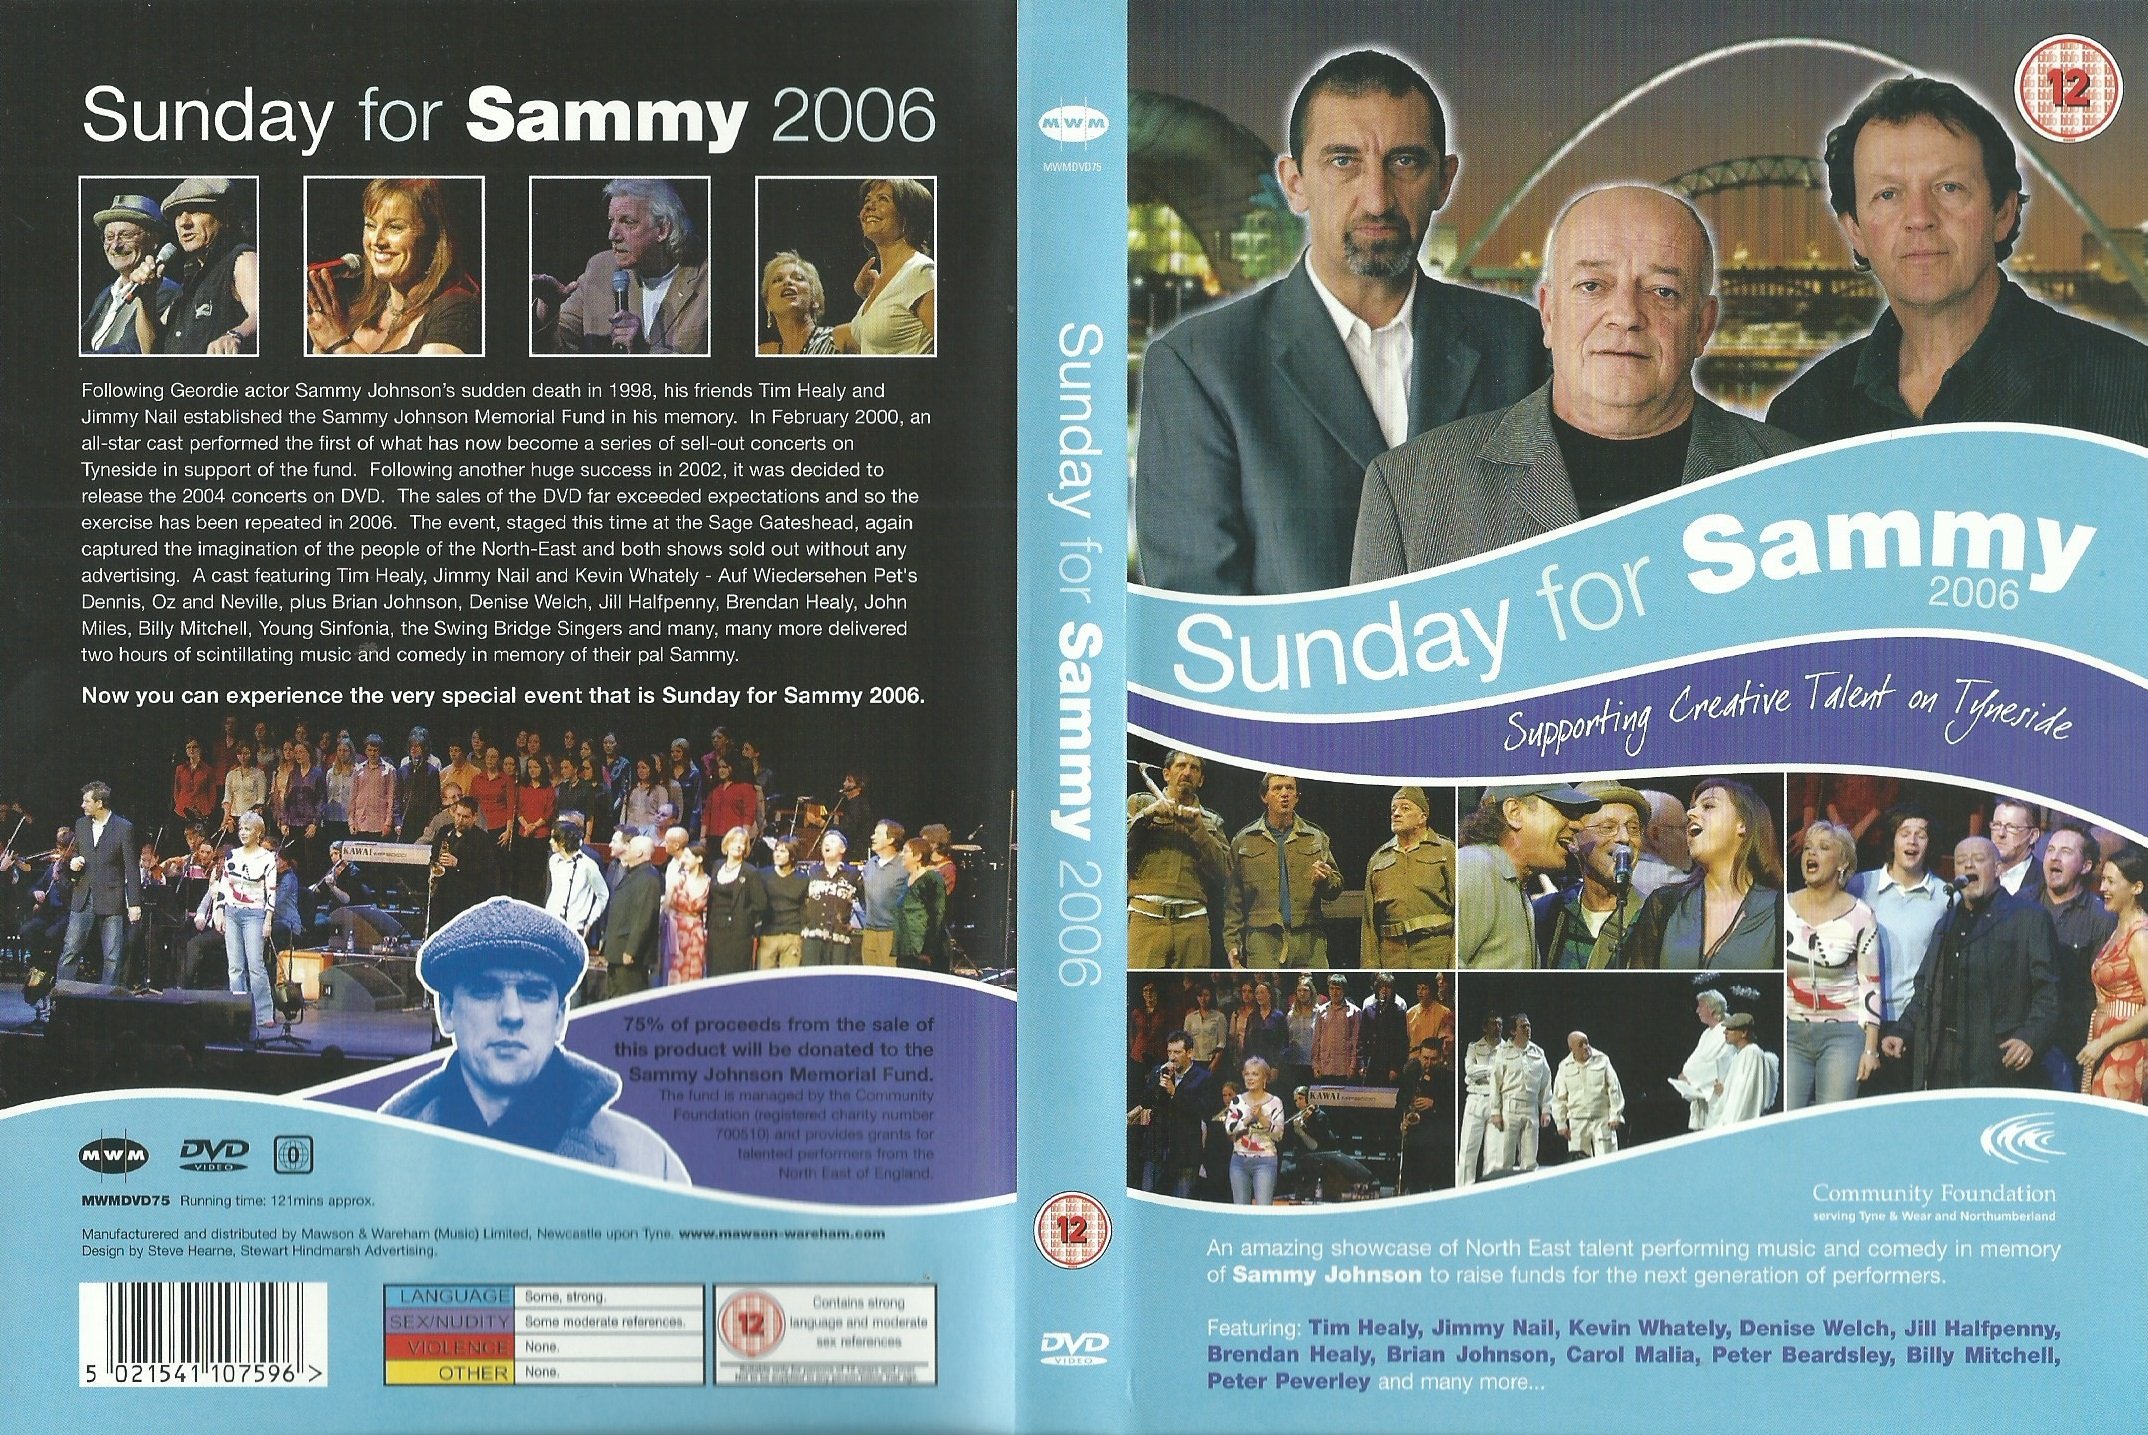 Sunday for Sammy 2006
Following Geordie actor Sammy Johnson's sudden death in 1998, his friends Tim Healy and
Jimmy Nail established the Sammy Johnson Memorial Fund in his memory. In February 2000, an
all-star cast performed the first of what has now become a series of sell-out concerts on
Tyneside in support of the fund. Following another huge success in 2002, it was decided to
release the 2004 concerts on DVD. The sales of the DVD far exceeded expectations and so the
exercise has been repeated in 2006. The event, staged this time at the Sage Gateshead, again
captured the imagination of the people of the North-East and both shows sold out without any
advertising. A cast featuring Tim Healy, Jimmy Nail and Kevin Whately - Auf Wiedersehen Pet's
Dennis, Oz and Neville, plus Brian Johnson, Denise Welch, Jill Halfpenny, Brendan Healy, John
Miles, Billy Mitchell, Young Sinfonia, the Swing Bridge Singers and many, many more delivered
two hours of scintillating music and comedy in memory of their pal Sammy.
Now you can experience the very special event that is Sunday for Sammy 2006.
KAWAI
75% of proceeds from the sale of
this product will be donated to the
Sammy Johnson Memorial Fund.
The fund is managed by the Community
Foundation (registered charity number
700510) and provides grants for
talented performers from the
North East of England.
MWM DVD VIDEO 0
MWMDVD75 Running time: 121mins approx.
Manufacturered and distributed by Mawson & Wareham (Music) Limited, Newcastle upon Tyne. www.mawson-wareham.com
Design by Steve Hearne, Stewart Hindmarsh Advertising.
5 021541 107596 >
LANGUAGE Some, strong.
SEX/NUDITY Some moderate references.
VIOLENCE None.
OTHER None.
12
Contains strong
language and moderate
sex references
MWM
MWMDVD75
Sunday for Sammy 2006
12
DVD
VIDEO
12
Sunday for Sammy
2006
Supporting Creative Talent on Tyneside
KAWAI
Community Foundation
serving Tyne & Wear and Northumberland
An amazing showcase of North East talent performing music and comedy in memory
of Sammy Johnson to raise funds for the next generation of performers.
Featuring: Tim Healy, Jimmy Nail, Kevin Whately, Denise Welch, Jill Halfpenny,
Brendan Healy, Brian Johnson, Carol Malia, Peter Beardsley, Billy Mitchell,
Peter Peverley and many more...